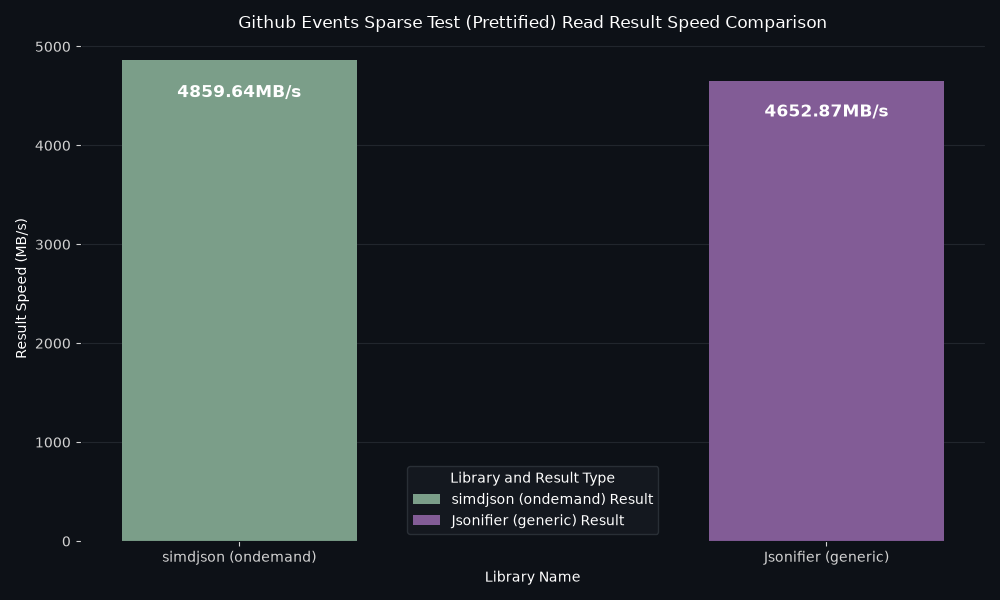 Github Events Sparse Test (Prettified) Read Result Speed Comparison
5000
4000
3000
2000
1000
0
Result Speed (MB/s)
4859.64MB/s
4652.87MB/s
Library and Result Type
simdjson (ondemand) Result
Jsonifier (generic) Result
simdjson (ondemand)
Jsonifier (generic)
Library Name